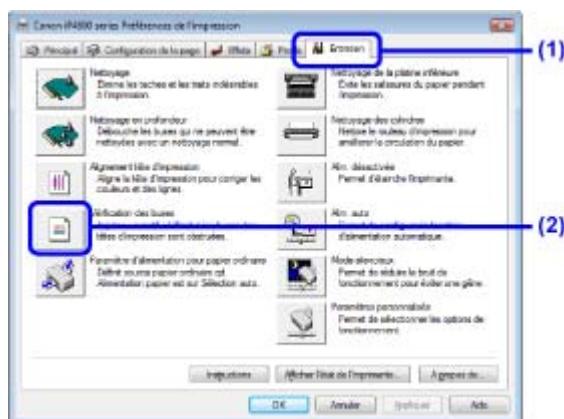 Canon iP4800 series Préférences de l'impression
Principal Configuration de la page Effets Profils Entretien
(1)
Nettoyage
Élimine les taches et les traits indésirables
à l'impression.
Nettoyage de la platine inférieure
Évite les salissures du papier pendant
l'impression.
Nettoyage en profondeur
Débouche les buses qui ne peuvent être
nettoyées avec un nettoyage normal.
Nettoyage des cylindres
Nettoie le rouleau d'impression pour
améliorer la circulation du papier.
Alignement tête d'impression
Aligne la tête d'impression pour corriger les
couleurs et des lignes.
Alim. désactivée
Permet d'éteindre l'imprimante.
Vérification des buses
têtes d'impression sont obstruées.
(2)
Alim. auto
d'alimentation automatique.
Paramètre d'alimentation pour papier ordinaire
Définit source papier ordinaire qd
Alimentation papier est sur Sélection auto.
Mode silencieux
Permet de réduire le bruit de
fonctionnement pour éviter une gêne.
Paramètres personnalisés
Permet de sélectionner les options de
fonctionnement.
Instructions Afficher l'état de l'imprimante... A propos de...
OK Annuler Appliquer Aide